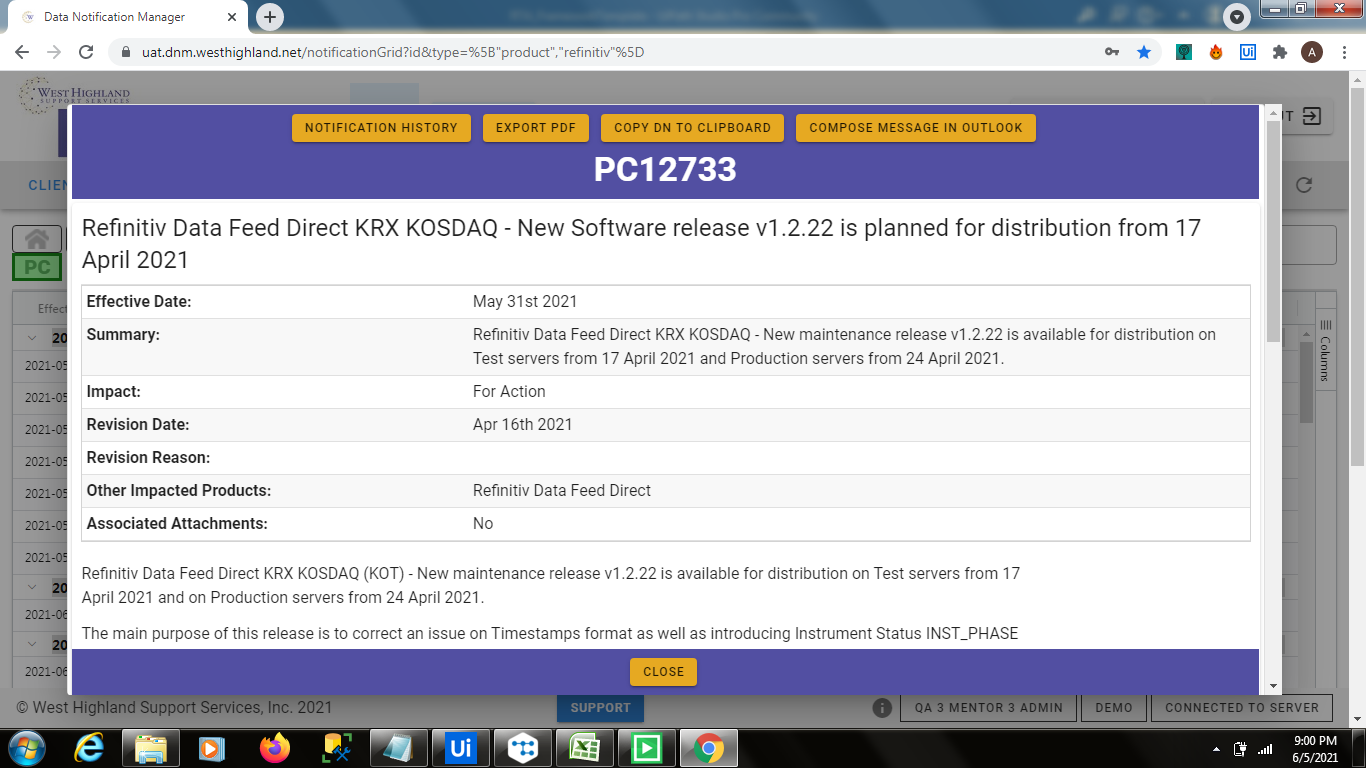 Data Notification Manager
uat.dnm.westhighland.net/notificationGrid?id&type=%5B"product","refinitiv"%5D
A
WEST HIGHLAND
SUPPORT SERVICES
NOTIFICATION HISTORY
EXPORT PDF
COPY DN TO CLIPBOARD
COMPOSE MESSAGE IN OUTLOOK
PC12733
CLIEN
PC
Refinitiv Data Feed Direct KRX KOSDAQ - New Software release v1.2.22 is planned for distribution from 17
April 2021
Effective Date: May 31st 2021
Summary: Refinitiv Data Feed Direct KRX KOSDAQ - New maintenance release v1.2.22 is available for distribution on
Test servers from 17 April 2021 and Production servers from 24 April 2021.
Impact: For Action
Revision Date: Apr 16th 2021
Revision Reason:
Other Impacted Products: Refinitiv Data Feed Direct
Associated Attachments: No
Refinitiv Data Feed Direct KRX KOSDAQ (KOT) - New maintenance release v1.2.22 is available for distribution on Test servers from 17
April 2021 and on Production servers from 24 April 2021.
The main purpose of this release is to correct an issue on Timestamps format as well as introducing Instrument Status INST_PHASE
CLOSE
Effect
20
2021-05
2021-05
2021-05
2021-05
2021-05
2021-05
2021-05
20
2021-06
20
2021-06
Columns
© West Highland Support Services, Inc. 2021
SUPPORT
QA 3 MENTOR 3 ADMIN
DEMO
CONNECTED TO SERVER
Ui
9:00 PM
6/5/2021